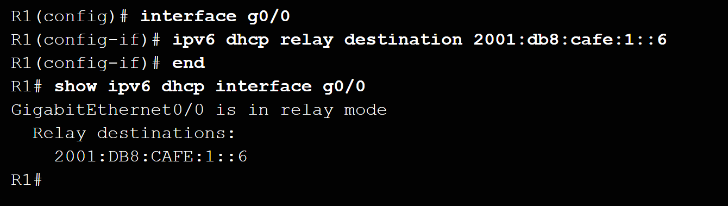 R1(config)# interface g0/0
R1(config-if)# ipv6 dhcp relay destination 2001:db8:cafe:1::6
R1(config-if)# end
R1# show ipv6 dhcp interface g0/0
GigabitEthernet0/0 is in relay mode
Relay destinations:
2001:DB8:CAFE:1::6
R1#